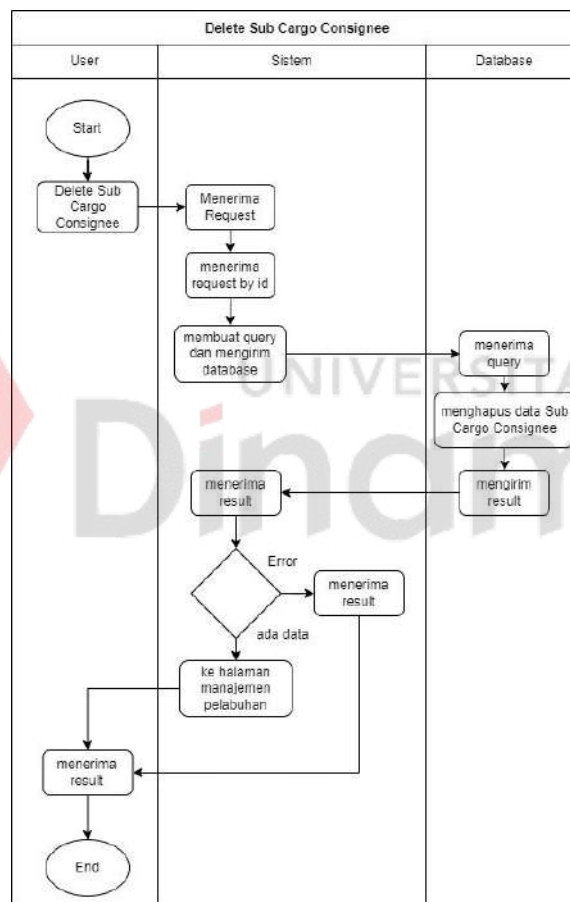 Delete Sub Cargo Consignee
User
Sistem
Database
Start
Delete Sub
Cargo
Consignee
Menerima
Request
menerima
request by id
membuat query
dan mengirim
database
menerima
query
UNIVERSITA
menghapus data Sub
Cargo Consignee
Dinam
menerima
result
mengirim
result
Error
menerima
result
ada data
ke halaman
manajemen
pelabuhan
menerima
result
End